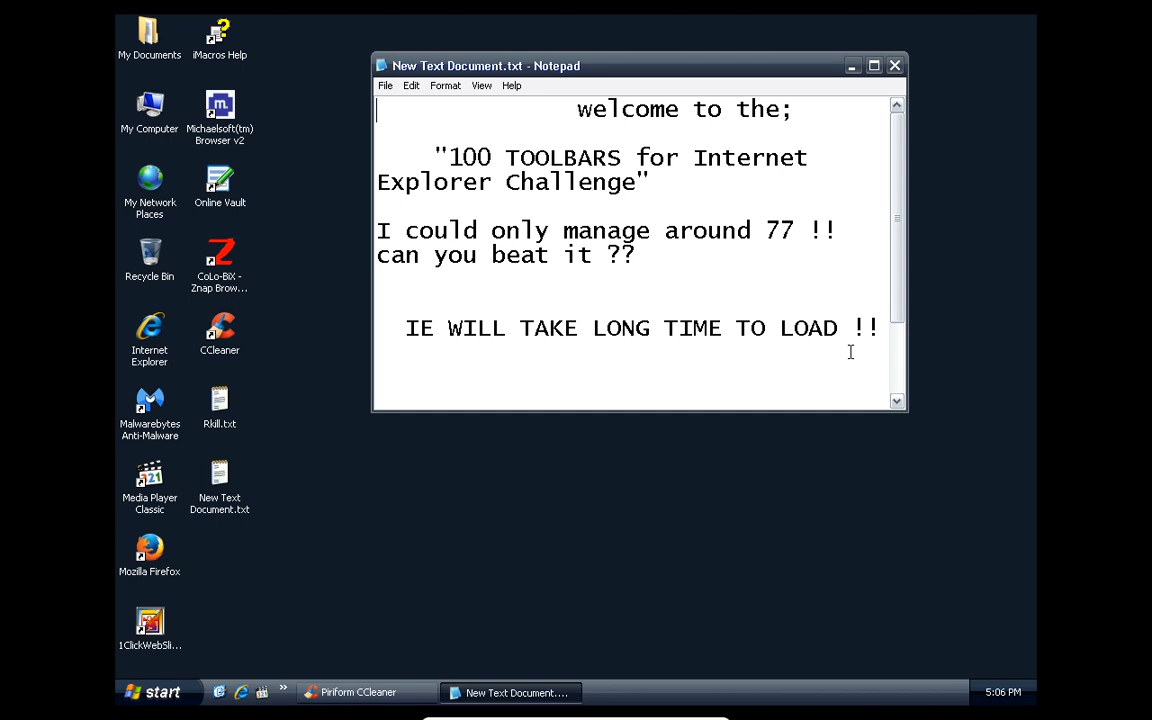 My Documents
iMacros Help
My Computer
Michaelsoft(tm)
Browser v2
My Network
Places
Online Vault
Recycle Bin
CoLo-BiX -
Znap Brow...
Internet
Explorer
CCleaner
Malwarebytes
Anti-Malware
Rkill.txt
Media Player
Classic
New Text
Document.txt
Mozilla Firefox
1ClickWebSli...
New Text Document.txt - Notepad
File Edit Format View Help
welcome to the;
"100 TOOLBARS for Internet
Explorer Challenge"
I could only manage around 77 !!
can you beat it ??
IE WILL TAKE LONG TIME TO LOAD !!
start
Piriform CCleaner
New Text Document....
5:06 PM